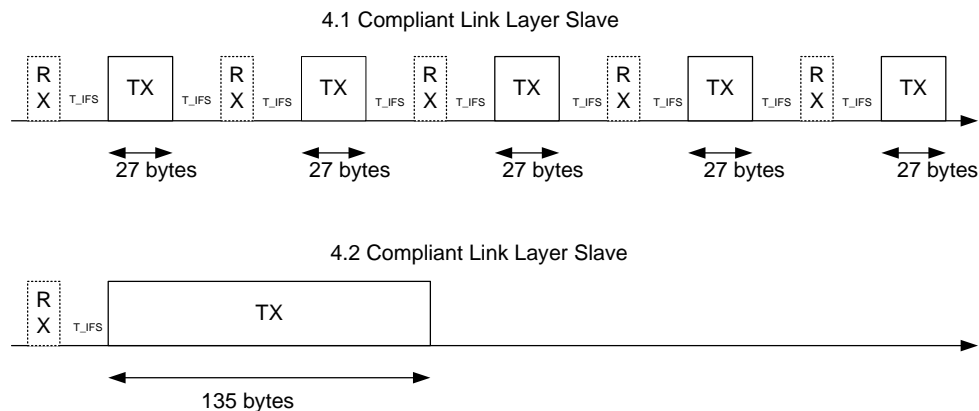 4.1 Compliant Link Layer Slave
R
X
T_IFS
TX
T_IFS
R
X
T_IFS
TX
T_IFS
R
X
T_IFS
TX
T_IFS
R
X
T_IFS
TX
T_IFS
R
X
T_IFS
TX
27 bytes
27 bytes
27 bytes
27 bytes
27 bytes
4.2 Compliant Link Layer Slave
R
X
T_IFS
TX
135 bytes